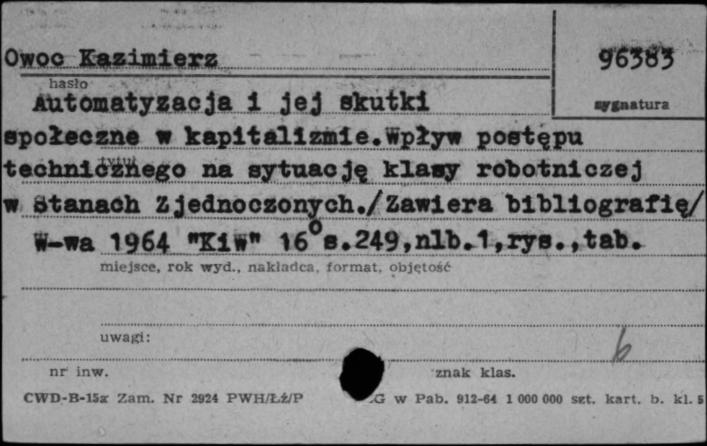 Owoc Kazimierz
96383
hasło
sygnatura
Automatyzacja i jej skutki
społeczne w kapitalizmie.Wpływ postępu
tytuł
technicznego na sytuację klasy robotniczej
w Stanach Zjednoczonych./Zawiera bibliografię/
W-wa 1964 "Kiw" 16° s.249,nlb.1,rys.,tab.
miejsce, rok wyd., nakładca, format, objętość
uwagi:
b
nr inw.
znak klas.
CWD-B-15x Zam. Nr 2924 PWH/Łź/P
G w Pab. 912-64 1 000 000 szt. kart. b. kl. 5